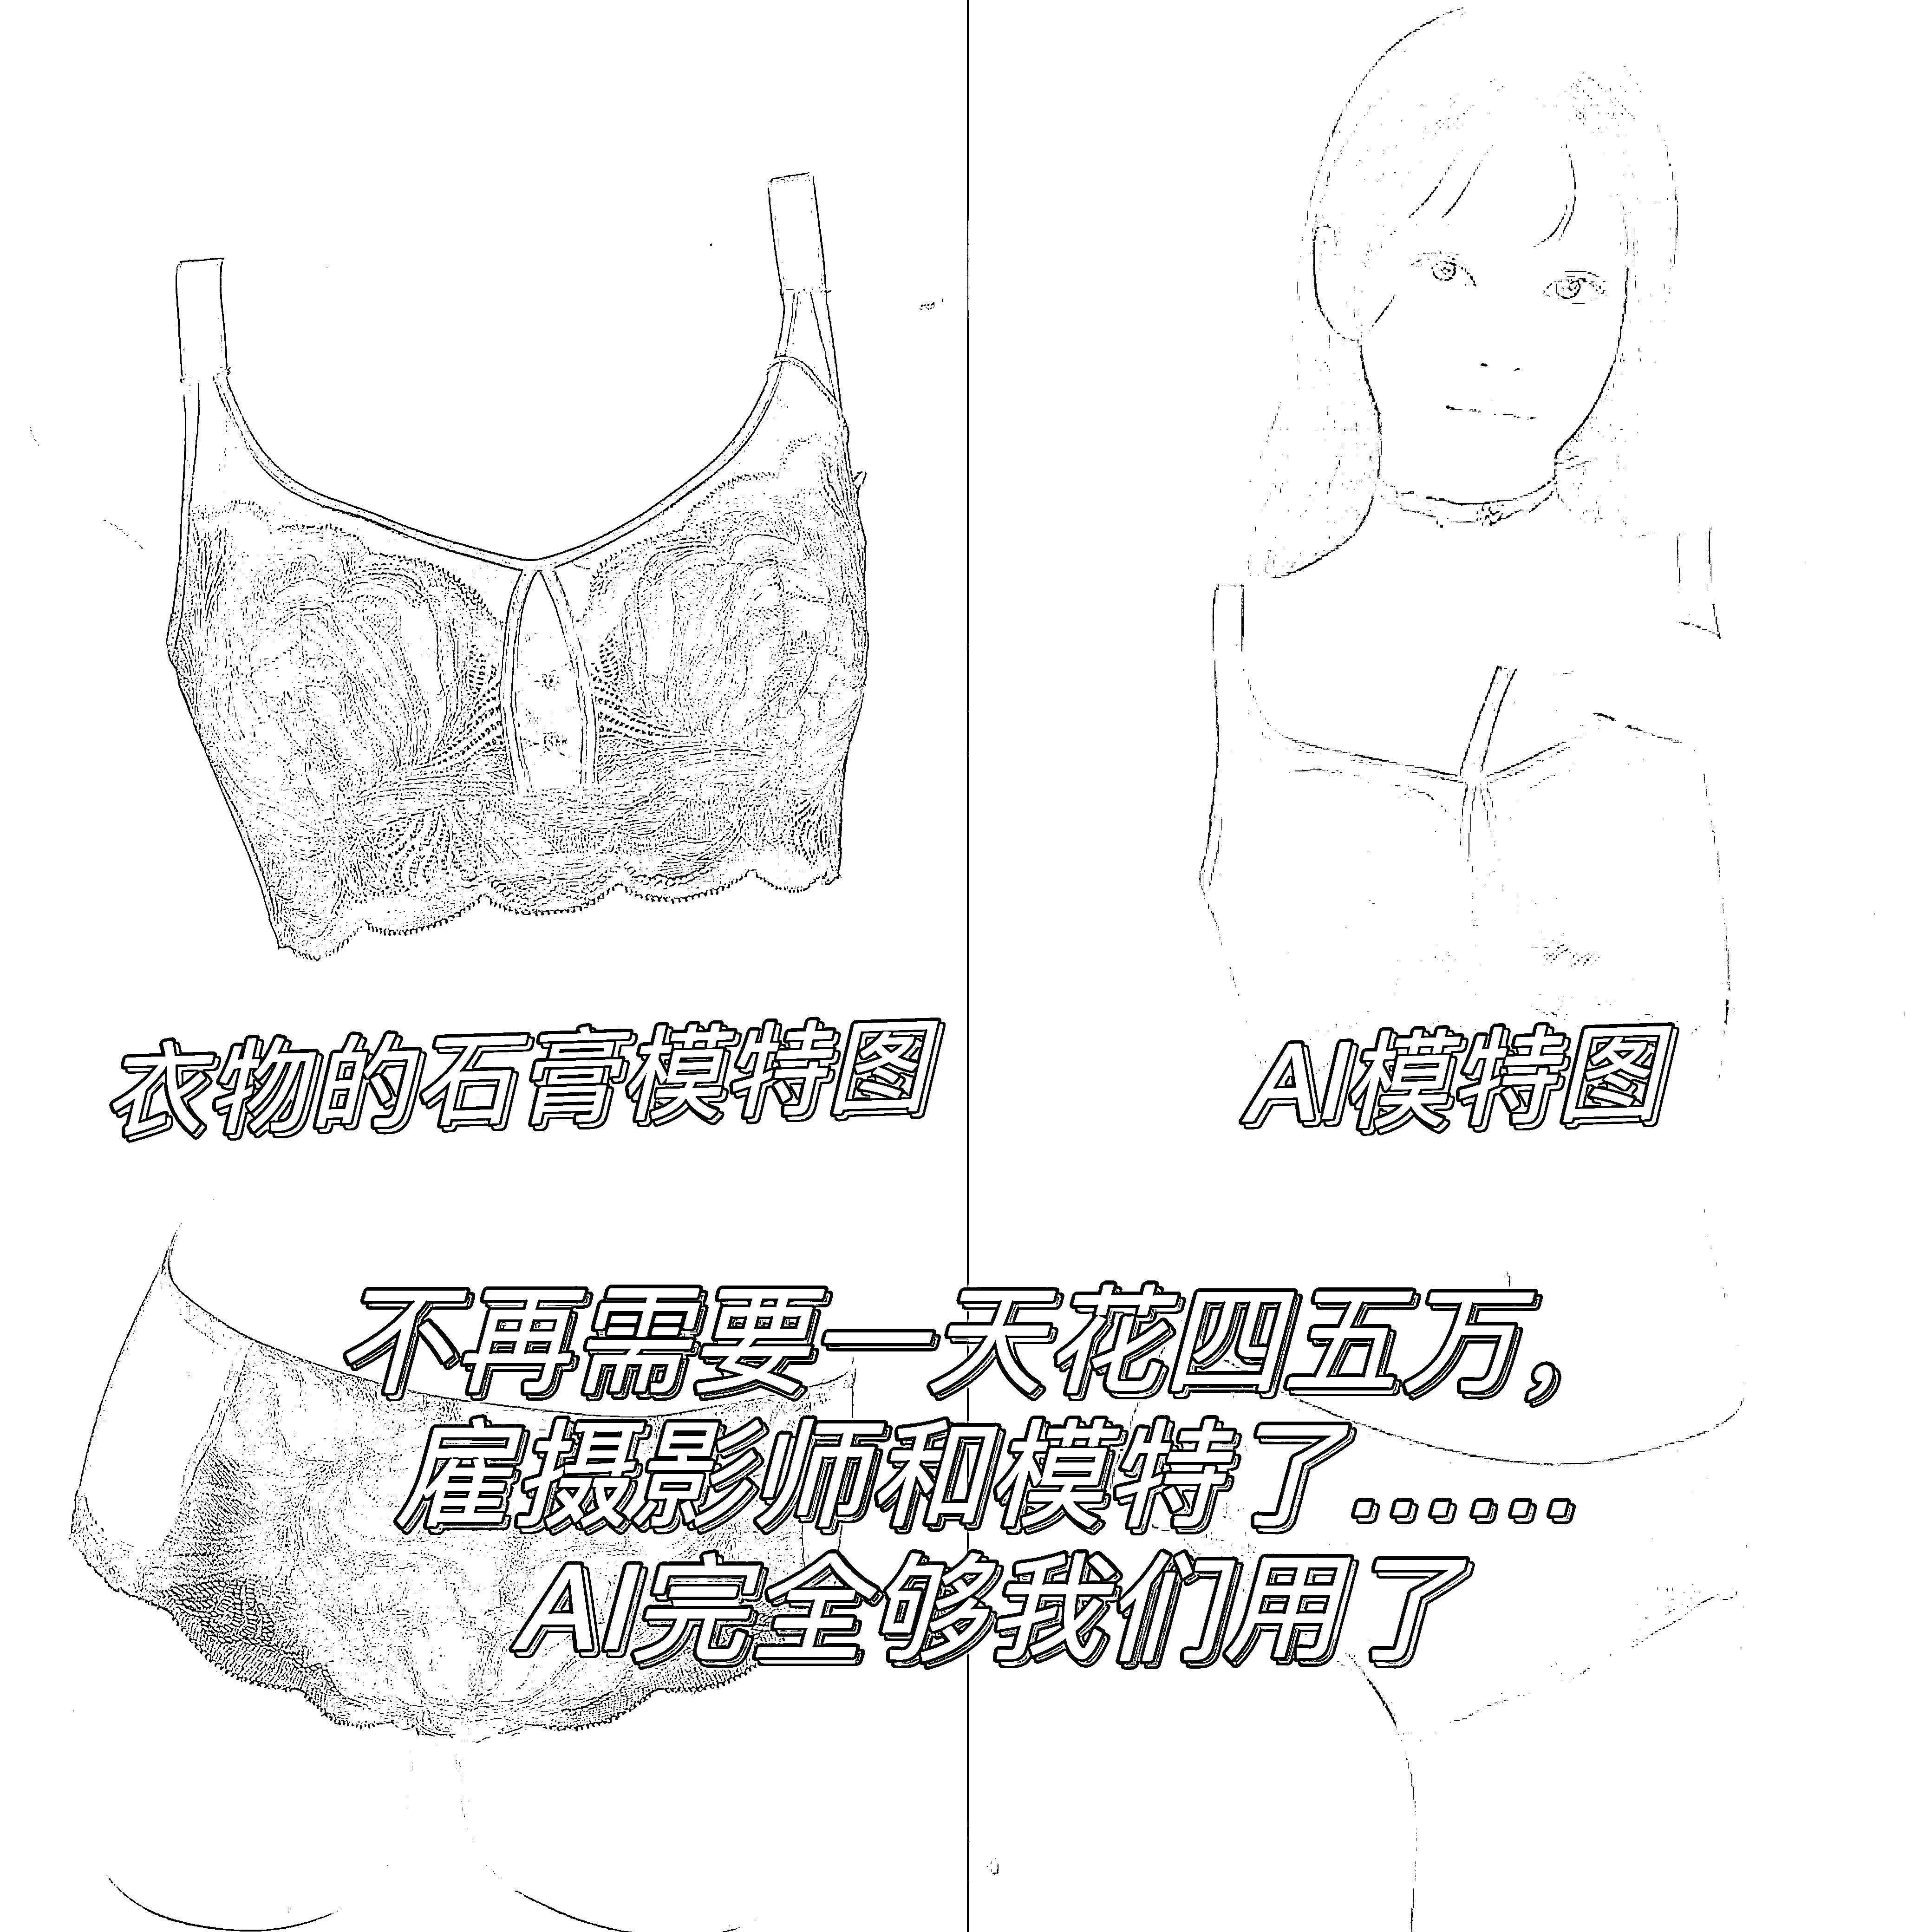 衣物的石膏模特图
AI模特图
不再需要一天花四五万,
雇摄影师和模特了......
AI完全够我们用了